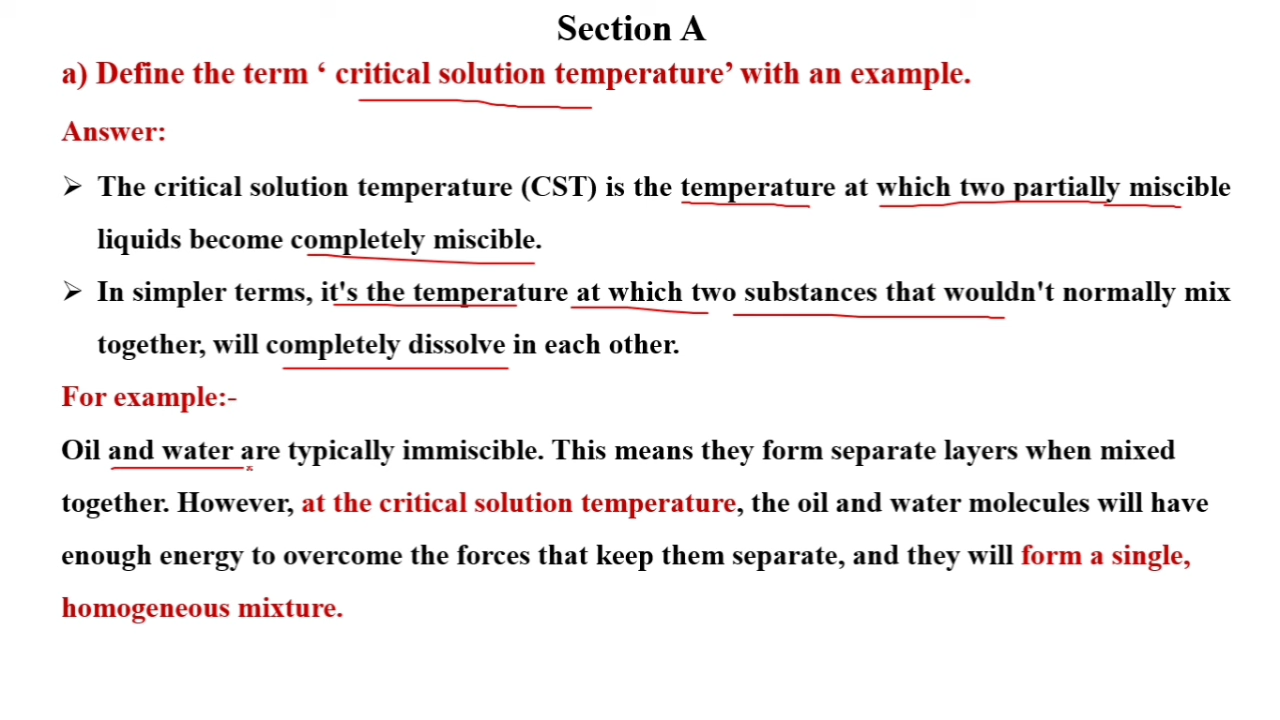 Section A
a) Define the term ‘ critical solution temperature’ with an example.
Answer:
➢ The critical solution temperature (CST) is the temperature at which two partially miscible
liquids become completely miscible.
➢ In simpler terms, it's the temperature at which two substances that wouldn't normally mix
together, will completely dissolve in each other.
For example:-
Oil and water are typically immiscible. This means they form separate layers when mixed
together. However, at the critical solution temperature, the oil and water molecules will have
enough energy to overcome the forces that keep them separate, and they will form a single,
homogeneous mixture.